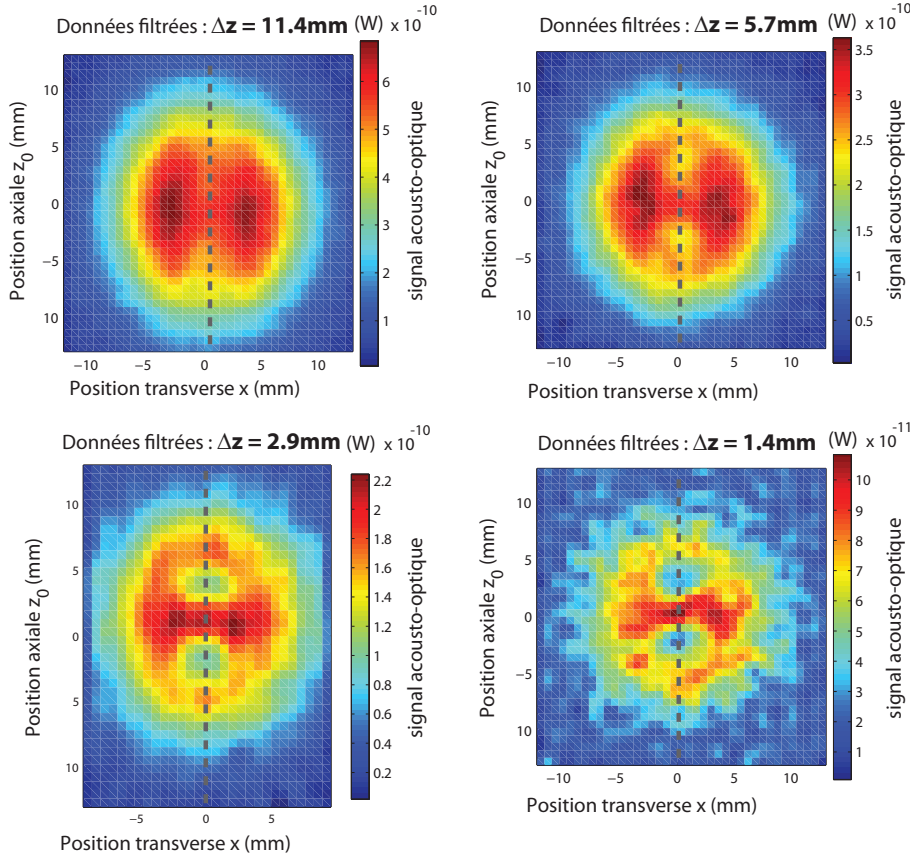 Données filtrées : Δz = 11.4mm (W) x 10⁻¹⁰
Position axiale z₀ (mm)
10
5
0
−5
10
−10 −5 0 5 10
Position transverse x (mm)
6
5
4
3
2
1
signal acousto-optique
Données filtrées : Δz = 5.7mm (W) x 10⁻¹⁰
Position axiale z₀ (mm)
10
5
0
−5
10
−10 −5 0 5 10
Position transverse x (mm)
3.5
3
2.5
2
1.5
1
0.5
signal acousto-optique
Données filtrées : Δz = 2.9mm (W) x 10⁻¹⁰
Position axiale z₀ (mm)
10
5
0
5
10
−5 0 5
Position transverse x (mm)
2.2
2
1.8
1.6
1.4
1.2
1
0.8
0.6
0.4
0.2
signal acousto-optique
Données filtrées : Δz = 1.4mm (W) x 10⁻¹¹
Position axiale z₀ (mm)
10
5
0
−5
10
−10 −5 0 5 10
Position transverse x (mm)
10
9
8
7
6
5
4
3
2
1
signal acousto-optique